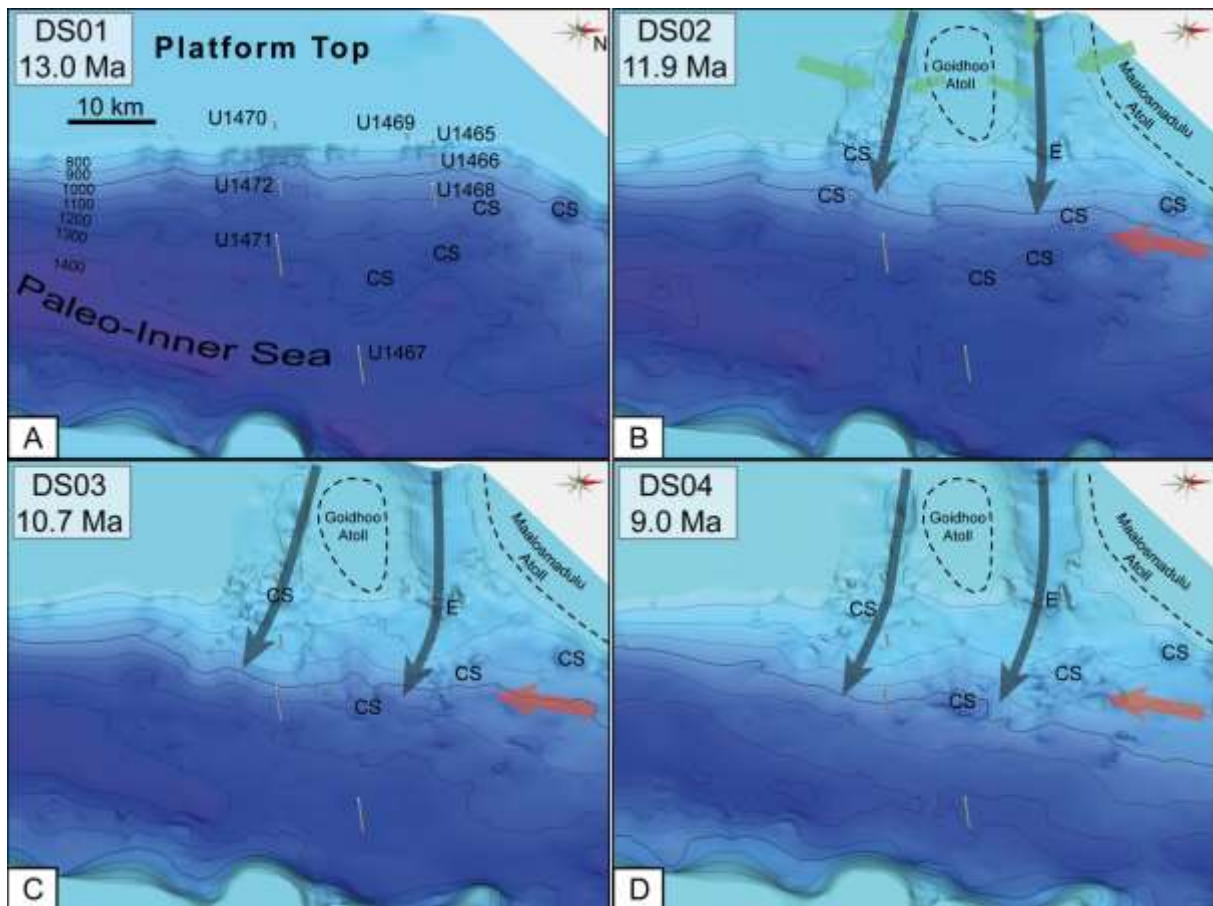 DS01
13.0 Ma
Platform Top
N
10 km
U1470
U1469
U1465
800
U1466
900
1000
U1472
U1468
1100
CS
CS
1200
1300
U1471
CS
1400
CS
Paleo-Inner Sea
U1467
A
DS02
11.9 Ma
Goidhoo
Atoll
Maalosmadulu
Atoll
CS
E
CS
CS
CS
CS
CS
B
DS03
10.7 Ma
Goidhoo
Atoll
Maalosmadulu
Atoll
CS
E
CS
CS
CS
C
DS04
9.0 Ma
Goidhoo
Atoll
Maalosmadulu
Atoll
CS
E
CS
CS
CS
D